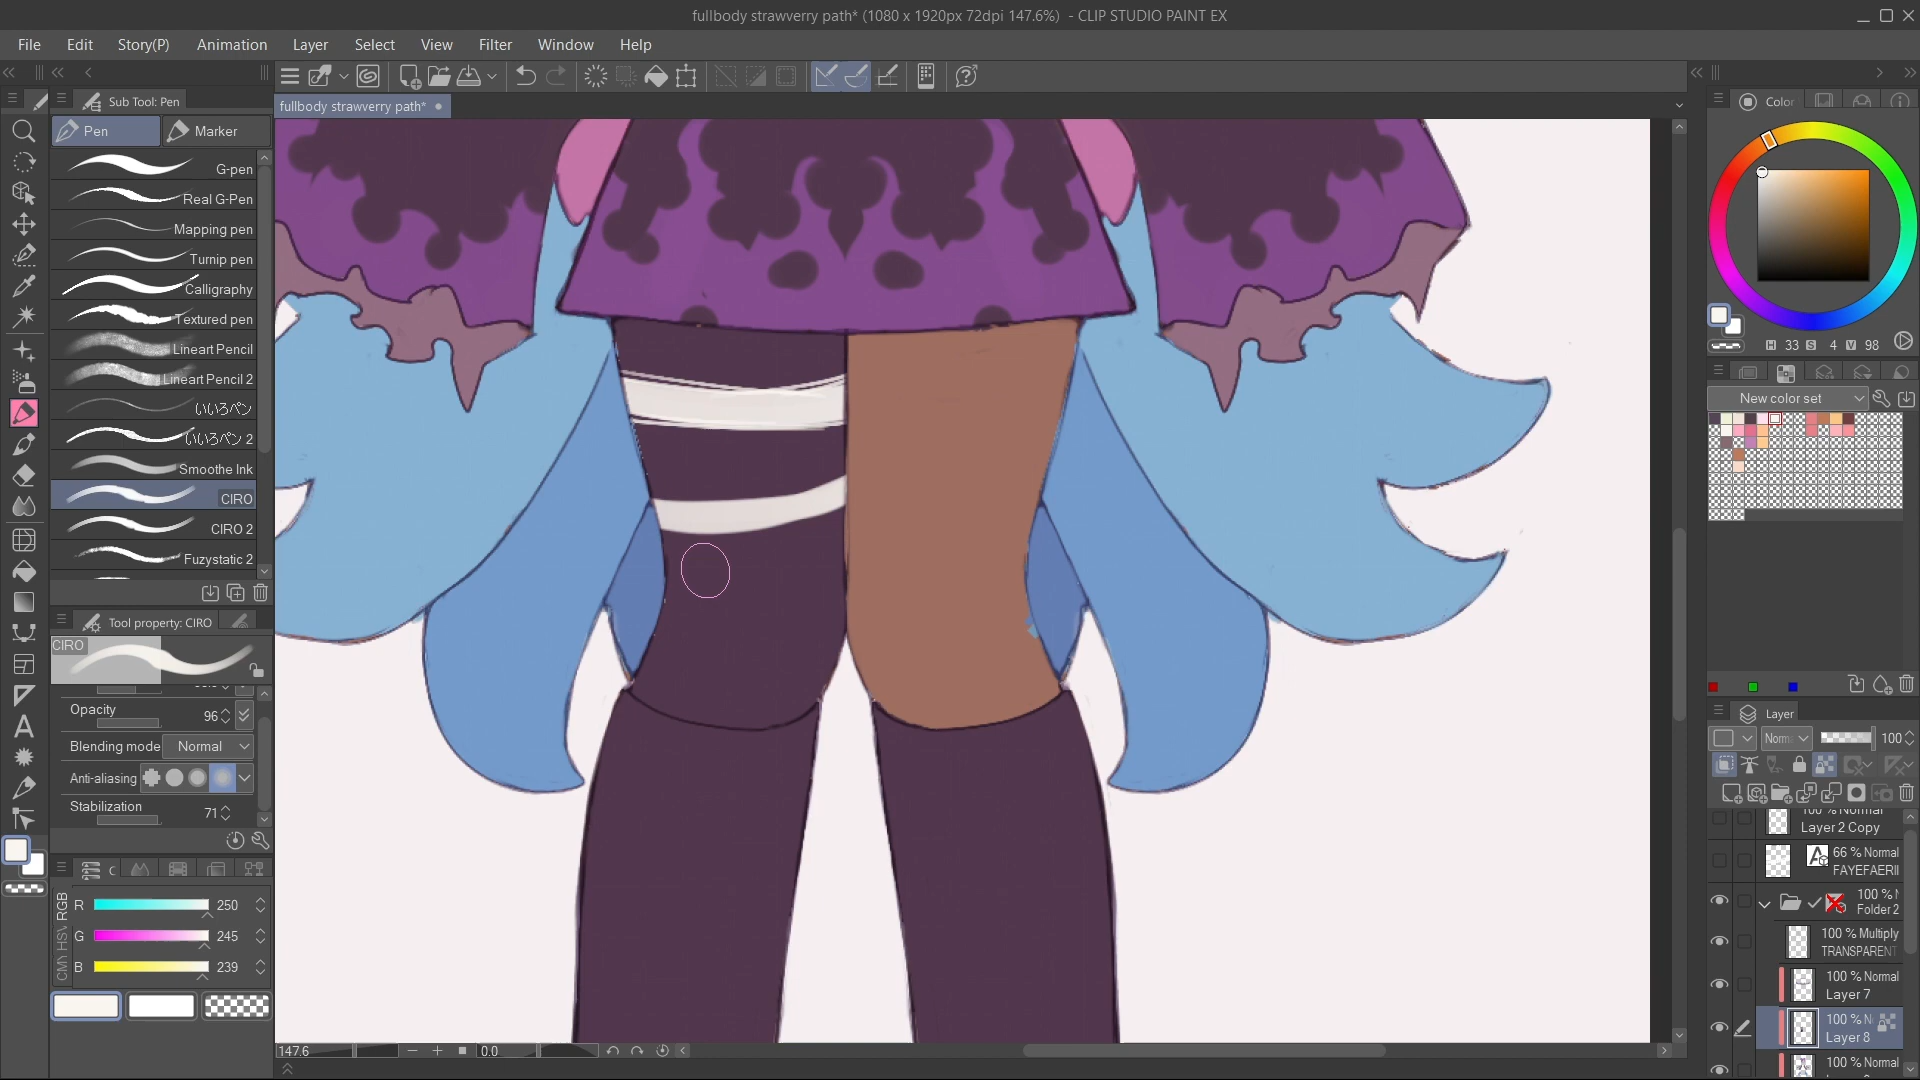 fullbody strawverry path* (1080 x 1920px 72dpi 147.6%) - CLIP STUDIO PAINT EX
File Edit Story(P) Animation Layer Select View Filter Window Help
fullbody strawverry path*
Sub Tool: Pen
Pen Marker
G-pen
Real G-Pen
Mapping pen
Turnip pen
Calligraphy
Textured pen
Lineart Pencil
Lineart Pencil 2
いいろペン
いいろペン 2
Smoothe Ink
CIRO
CIRO 2
Fuzystatic 2
Tool property: CIRO
CIRO
Opacity 96
Blending mode Normal
Anti-aliasing
Stabilization 71
C
RGB
HSV
CMY
R 250
G 245
B 239
147.6 0.0
Color
H 33 S 4 V 98
New color set
Layer
Norm 100
100 % Normal
Layer 2 Copy
66 % Normal
FAYEFAERII
100 % N
Folder 2
100 % Multiply
TRANSPARENT
100 % Normal
Layer 7
100 % N
Layer 8
100 % Normal